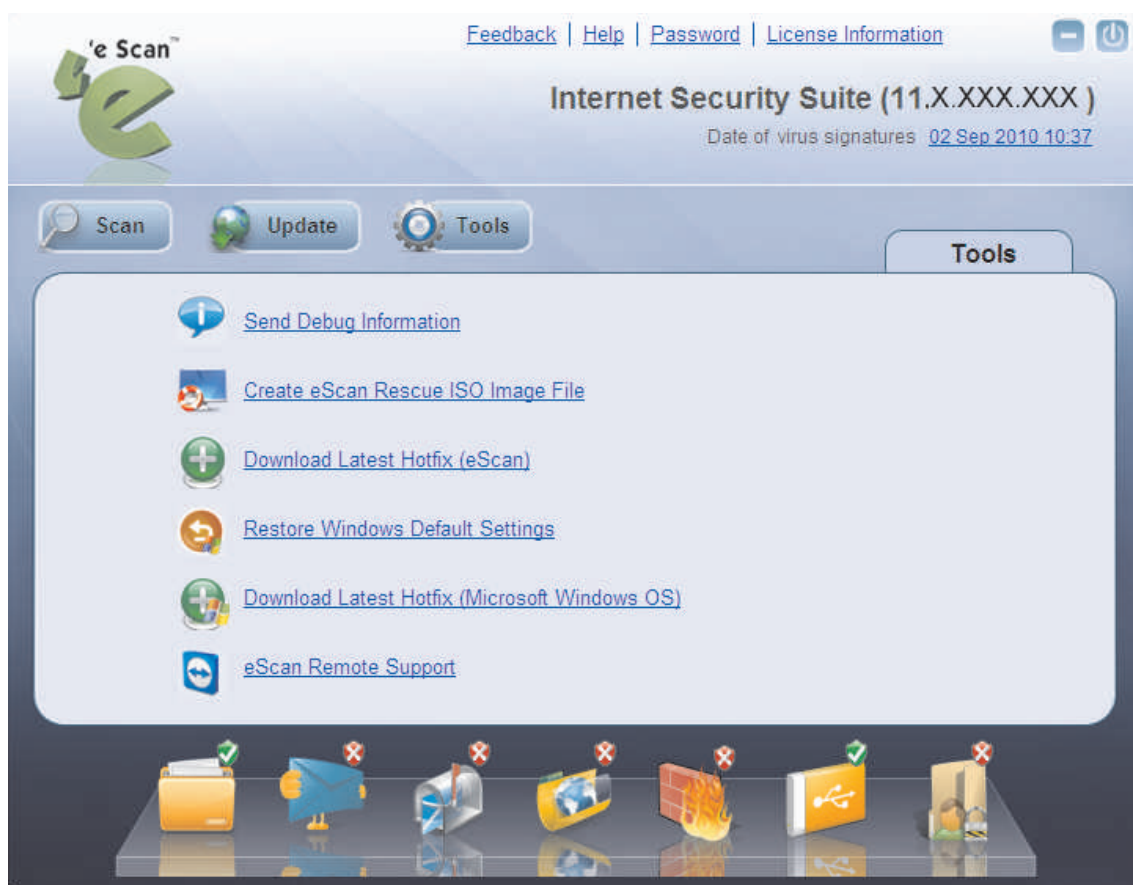 'e Scan™
Feedback | Help | Password | License Information
Internet Security Suite (11.X.XXX.XXX )
Date of virus signatures 02 Sep 2010 10:37
Scan Update Tools
Tools
Send Debug Information
Create eScan Rescue ISO Image File
Download Latest Hotfix (eScan)
Restore Windows Default Settings
Download Latest Hotfix (Microsoft Windows OS)
eScan Remote Support